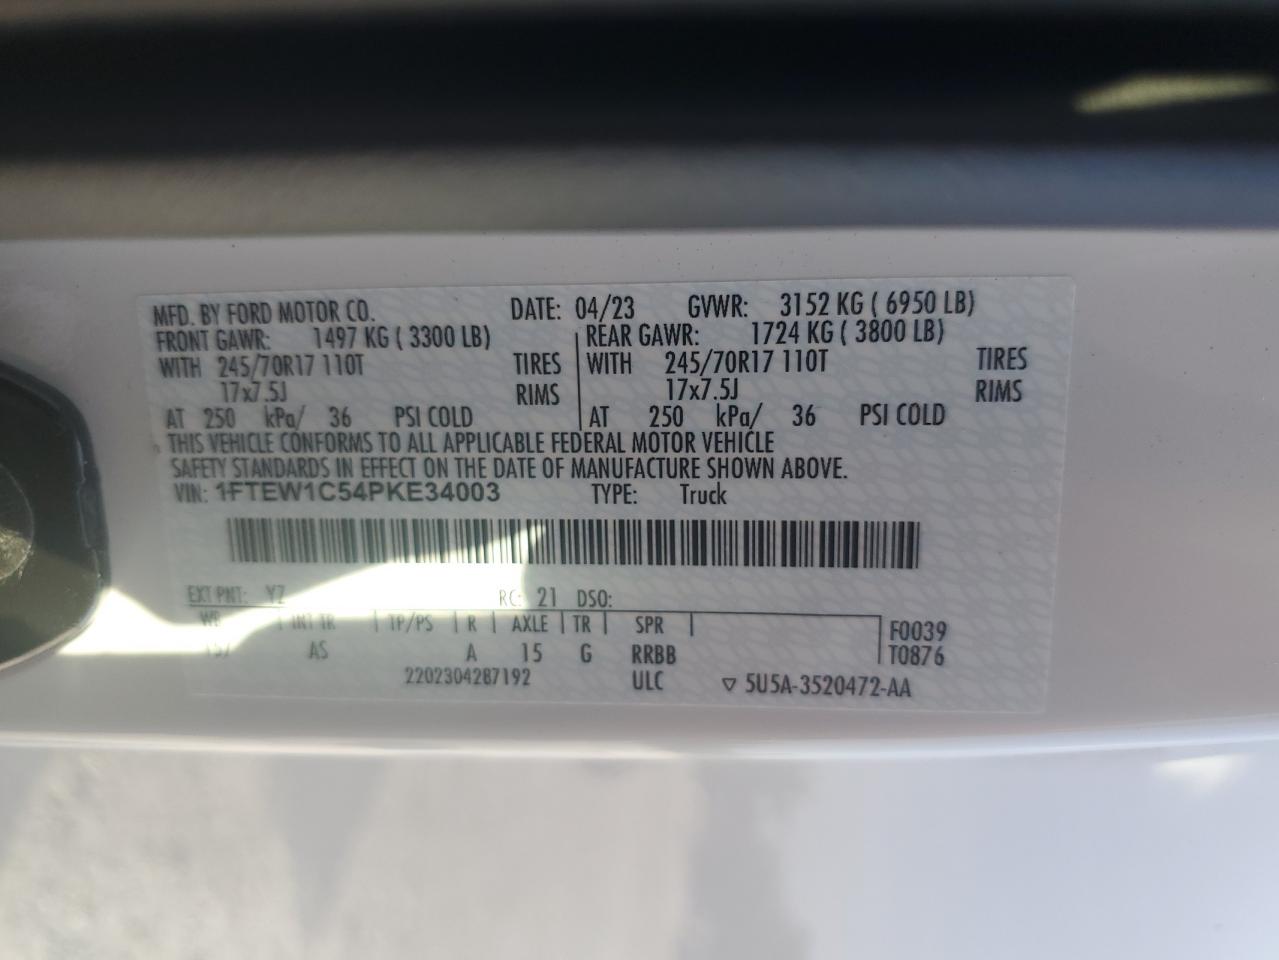 MFD. BY FORD MOTOR CO. DATE: 04/23 GVWR: 3152 KG ( 6950 LB)
FRONT GAWR: 1497 KG ( 3300 LB) REAR GAWR: 1724 KG ( 3800 LB)
WITH 245/70R17 110T TIRES WITH 245/70R17 110T TIRES
17x7.5J RIMS 17x7.5J RIMS
AT 250 kPa/ 36 PSI COLD AT 250 kPa/ 36 PSI COLD
THIS VEHICLE CONFORMS TO ALL APPLICABLE FEDERAL MOTOR VEHICLE
SAFETY STANDARDS IN EFFECT ON THE DATE OF MANUFACTURE SHOWN ABOVE.
VIN: 1FTEW1C54PKE34003 TYPE: Truck
EXT PNT: YZ RC: 21 DSO:
WB INT TR TP/PS R AXLE TR SPR F0039
AS A 15 G RRBB T0876
2202304287192 ULC ▽ 5U5A-3520472-AA